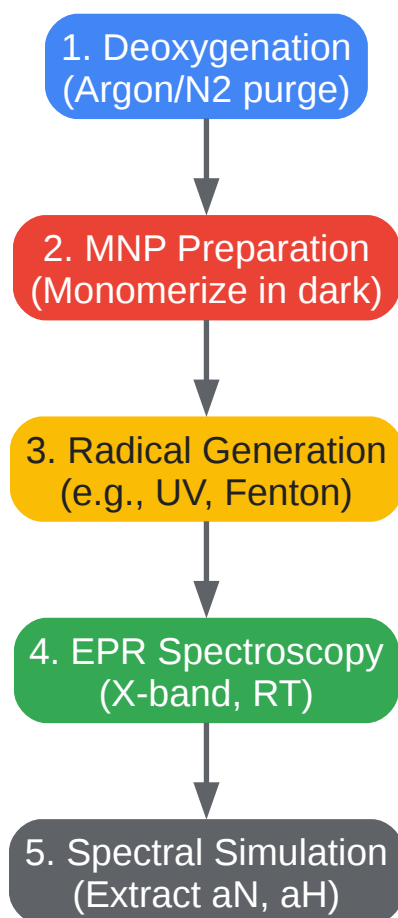 1. Deoxygenation
(Argon/N2 purge)
2. MNP Preparation
(Monomerize in dark)
3. Radical Generation
(e.g., UV, Fenton)
4. EPR Spectroscopy
(X-band, RT)
5. Spectral Simulation
(Extract aN, aH)